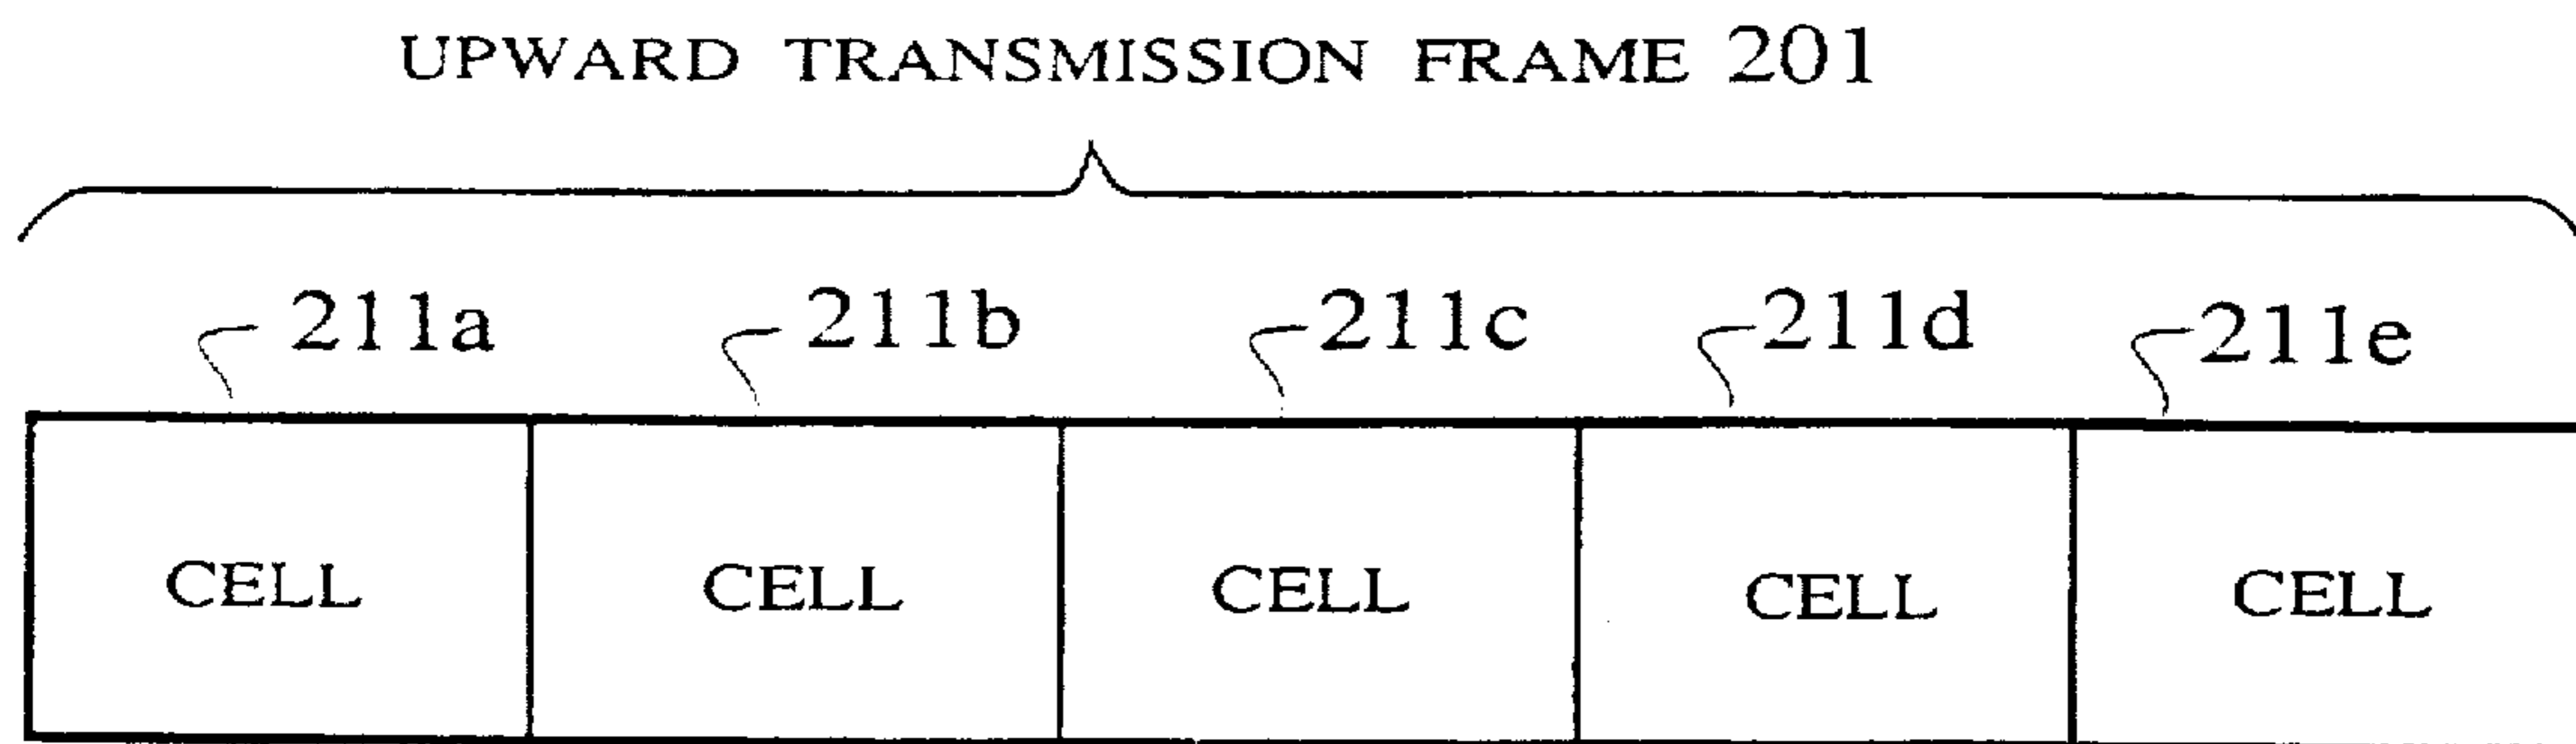 UPWARD TRANSMISSION FRAME 201
211a 211b 211c 211d 211e
CELL CELL CELL CELL CELL